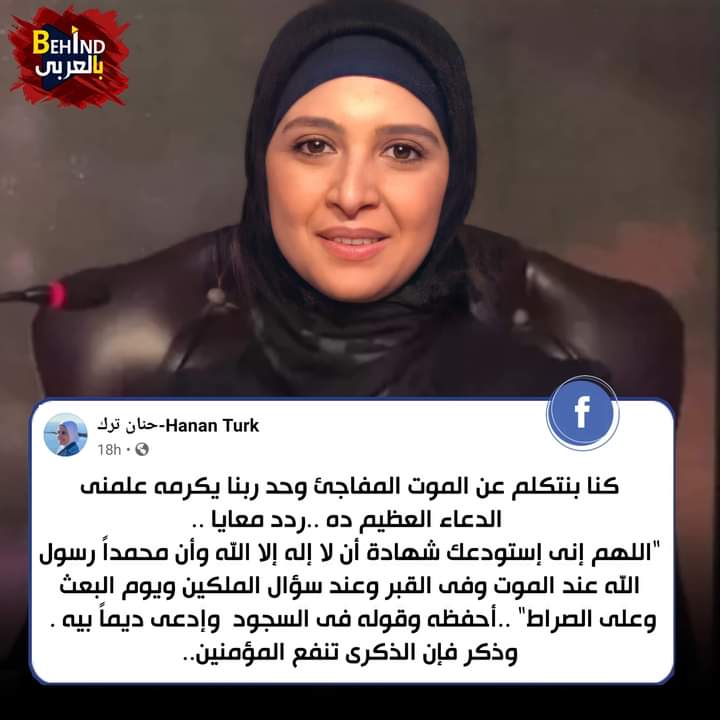 BEHIND
بالعربى
حنان ترك-Hanan Turk
18h
f
كنا بنتكلم عن الموت المفاجئ وحد ربنا يكرمه علمنى
الدعاء العظيم ده ..ردد معايا ..
"اللهم إنى إستودعك شهادة أن لا إله إلا الله وأن محمداً رسول
الله عند الموت وفى القبر وعند سؤال الملكين ويوم البعث
وعلى الصراط" ..أحفظه وقوله فى السجود وإدعى ديماً بيه .
وذكر فإن الذكرى تنفع المؤمنين..